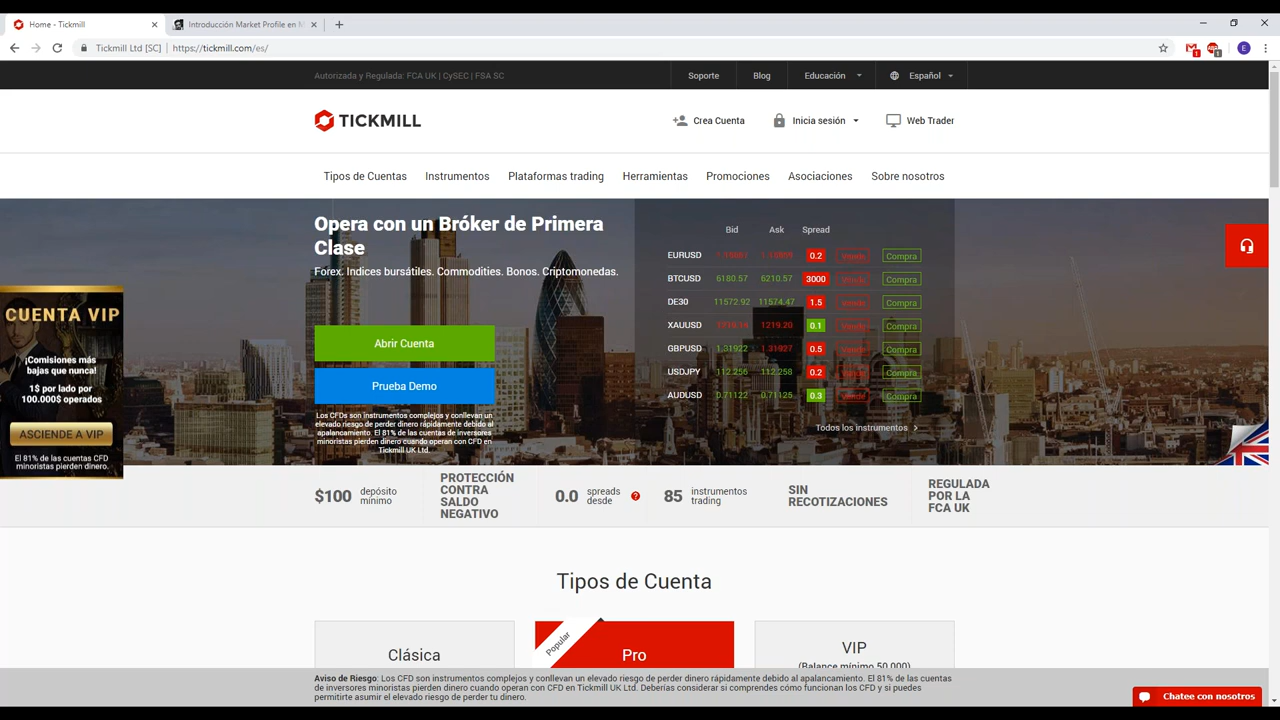 Home - Tickmill
Introducción Market Profile en M
Tickmill Ltd [SC]
https://tickmill.com/es/
Autorizada y Regulada: FCA UK | CySEC | FSA SC
Soporte
Blog
Educación
Español
TICKMILL
Crea Cuenta
Inicia sesión
Web Trader
Tipos de Cuentas
Instrumentos
Plataformas trading
Herramientas
Promociones
Asociaciones
Sobre nosotros
Opera con un Bróker de Primera
Clase
Forex. Indices bursátiles. Commodities. Bonos. Criptomonedas.
Abrir Cuenta
Prueba Demo
Los CFDs son instrumentos complejos y conllevan un
elevado riesgo de perder dinero rápidamente debido al
apalancamiento. El 81% de las cuentas de inversores
minoristas pierden dinero cuando operan con CFD en
Tickmill UK Ltd.
Bid Ask Spread
EURUSD 0.2 Vende Compra
BTCUSD 6180.57 6210.57 3000 Vende Compra
DE30 11572.92 11574.47 1.5 Vende Compra
XAUUSD 1219.20 0.1 Vende Compra
GBPUSD 1.31922 1.31927 0.5 Vende Compra
USDJPY 112.256 112.258 0.2 Vende Compra
AUDUSD 0.71122 0.71125 0.3 Vende Compra
Todos los instrumentos
CUENTA VIP
¡Comisiones más
bajas que nunca!
1$ por lado por
100.000$ operados
ASCIENDE A VIP
El 81% de las cuentas CFD
minoristas pierden dinero.
$100 depósito
mínimo
PROTECCIÓN
CONTRA
SALDO
NEGATIVO
0.0 spreads
desde
85 instrumentos
trading
SIN
RECOTIZACIONES
REGULADA
POR LA
FCA UK
Tipos de Cuenta
Clásica
Popular
Pro
VIP
(Balance mínimo 50,000)
Aviso de Riesgo: Los CFD son instrumentos complejos y conllevan un elevado riesgo de perder dinero rápidamente debido al apalancamiento. El 81% de las cuentas
de inversores minoristas pierden dinero cuando operan con CFD en Tickmill UK Ltd. Deberías considerar si comprendes cómo funcionan los CFD y si puedes
permitirte asumir el elevado riesgo de perder tu dinero.
Chatee con nosotros